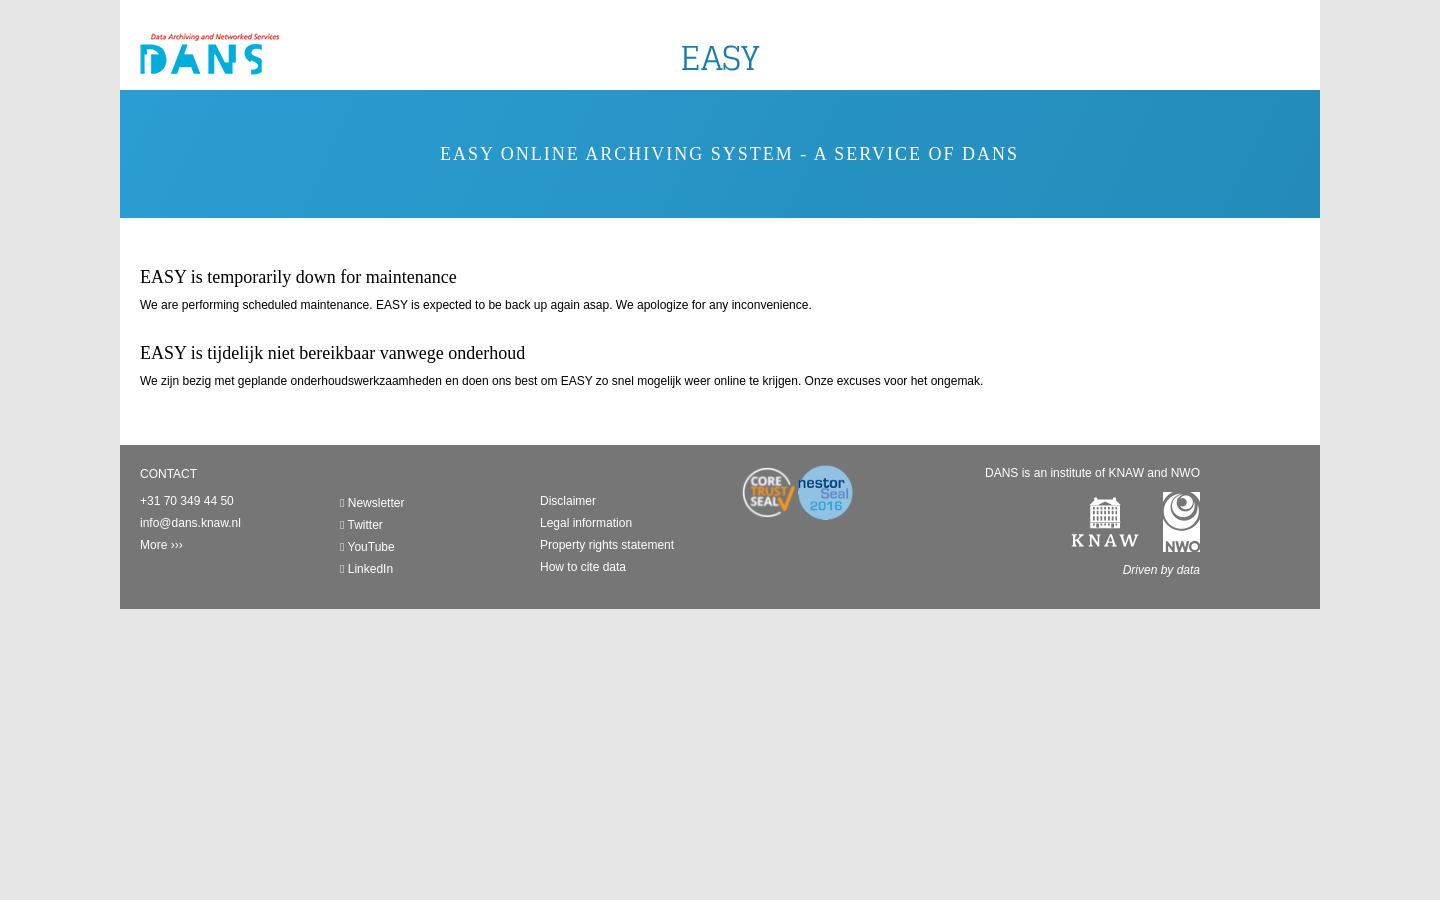 Data Archiving and Networked Services
DANS
EASY
EASY ONLINE ARCHIVING SYSTEM - A SERVICE OF DANS
EASY is temporarily down for maintenance
We are performing scheduled maintenance. EASY is expected to be back up again asap. We apologize for any inconvenience.
EASY is tijdelijk niet bereikbaar vanwege onderhoud
We zijn bezig met geplande onderhoudswerkzaamheden en doen ons best om EASY zo snel mogelijk weer online te krijgen. Onze excuses voor het ongemak.
CONTACT
+31 70 349 44 50
info@dans.knaw.nl
More ›››
Newsletter
Twitter
YouTube
LinkedIn
Disclaimer
Legal information
Property rights statement
How to cite data
CORE
TRUST
SEAL
nestor
Seal
2016
DANS is an institute of KNAW and NWO
KNAW
NWO
Driven by data